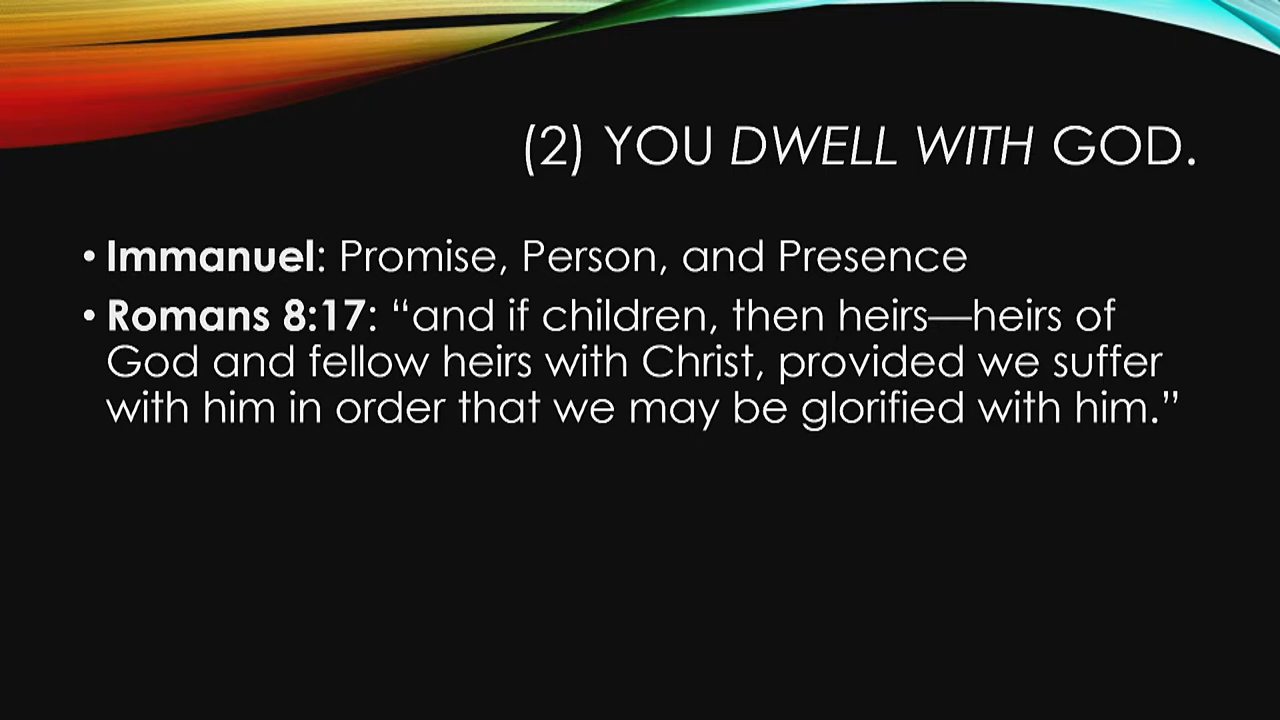 (2) YOU DWELL WITH GOD.
• Immanuel: Promise, Person, and Presence
• Romans 8:17: “and if children, then heirs—heirs of
God and fellow heirs with Christ, provided we suffer
with him in order that we may be glorified with him.”